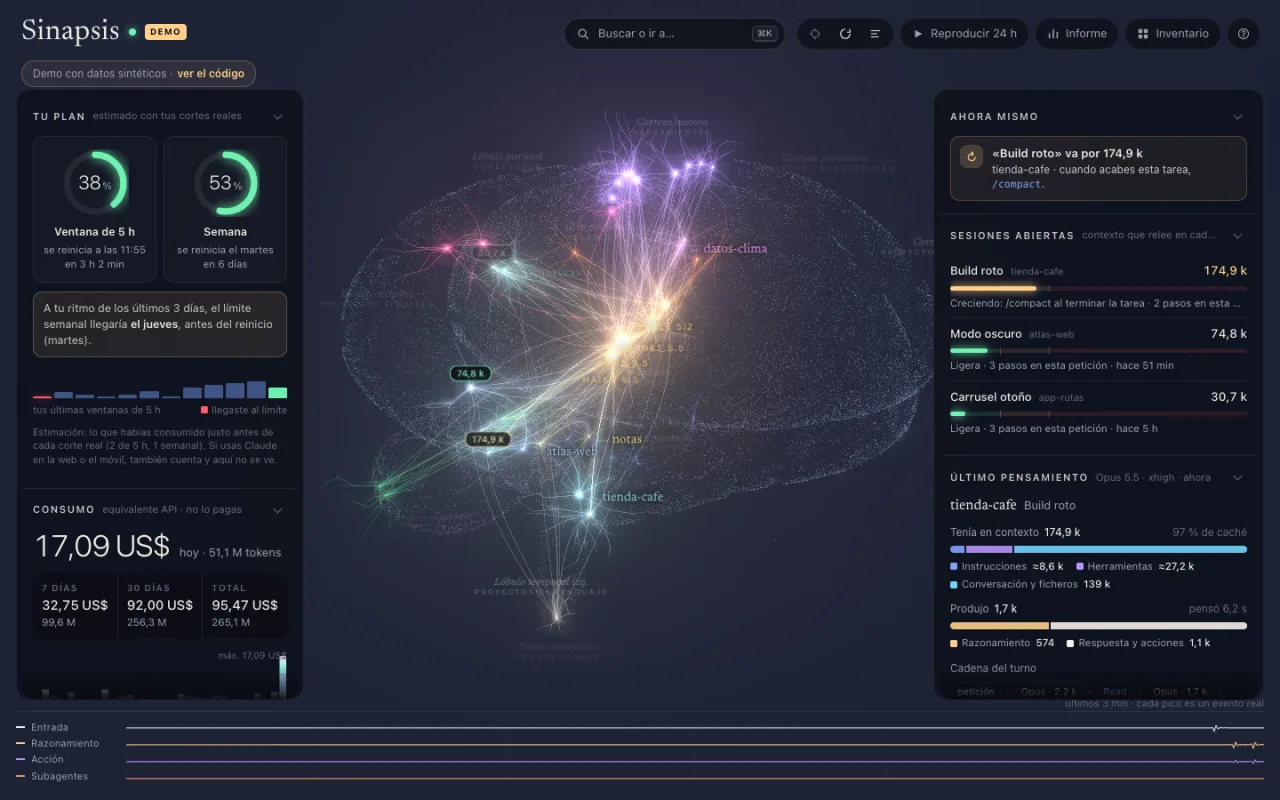 Sinapsis
DEMO
Buscar o ir a...
⌘K
Reproducir 24 h
Informe
Inventario
Demo con datos sintéticos · ver el código
TU PLAN estimado con tus cortes reales
38%
Ventana de 5 h
se reinicia a las 11:55
en 3 h 2 min
53%
Semana
se reinicia el martes
en 6 días
A tu ritmo de los últimos 3 días, el límite
semanal llegaría el jueves, antes del reinicio
(martes).
tus últimas ventanas de 5 h
llegaste al límite
Estimación: lo que habías consumido justo antes de
cada corte real (2 de 5 h, 1 semanal). Si usas Claude
en la web o el móvil, también cuenta y aquí no se ve.
CONSUMO equivalente API · no lo pagas
17,09 US$ hoy · 51,1 M tokens
7 DÍAS
32,75 US$
99,6 M
30 DÍAS
92,00 US$
256,3 M
TOTAL
95,47 US$
265,1 M
máx. 17,09 US$
Corteza motora
HERRAMIENTAS
Lóbulo parietal
CONECTORES
datos-clima
74,8 k
174,9 k
notas
atlas-web
tienda-cafe
Lóbulo temporal izq.
PROYECTOS · LENGUAJE
Tronco encefálico
AHORA MISMO
«Build roto» va por 174,9 k
tienda-cafe · cuando acabes esta tarea,
/compact.
SESIONES ABIERTAS contexto que relee en cad...
Build roto tienda-cafe 174,9 k
Creciendo: /compact al terminar la tarea · 2 pasos en esta ...
Modo oscuro atlas-web 74,8 k
Ligera · 3 pasos en esta petición · hace 51 min
Carrusel otoño app-rutas 30,7 k
Ligera · 3 pasos en esta petición · hace 5 h
ÚLTIMO PENSAMIENTO Opus 5.5 · xhigh · ahora
tienda-cafe Build roto
Tenía en contexto 174,9 k 97 % de caché
Instrucciones ≈8,6 k Herramientas ≈27,2 k
Conversación y ficheros 139 k
Produjo 1,7 k pensó 6,2 s
Razonamiento 574 Respuesta y acciones 1,1 k
Cadena del turno
petición › Opus · 2,2 k › Read › Opus · 1,7 k ›
últimos 3 min · cada pico es un evento real
Entrada
Razonamiento
Acción
Subagentes